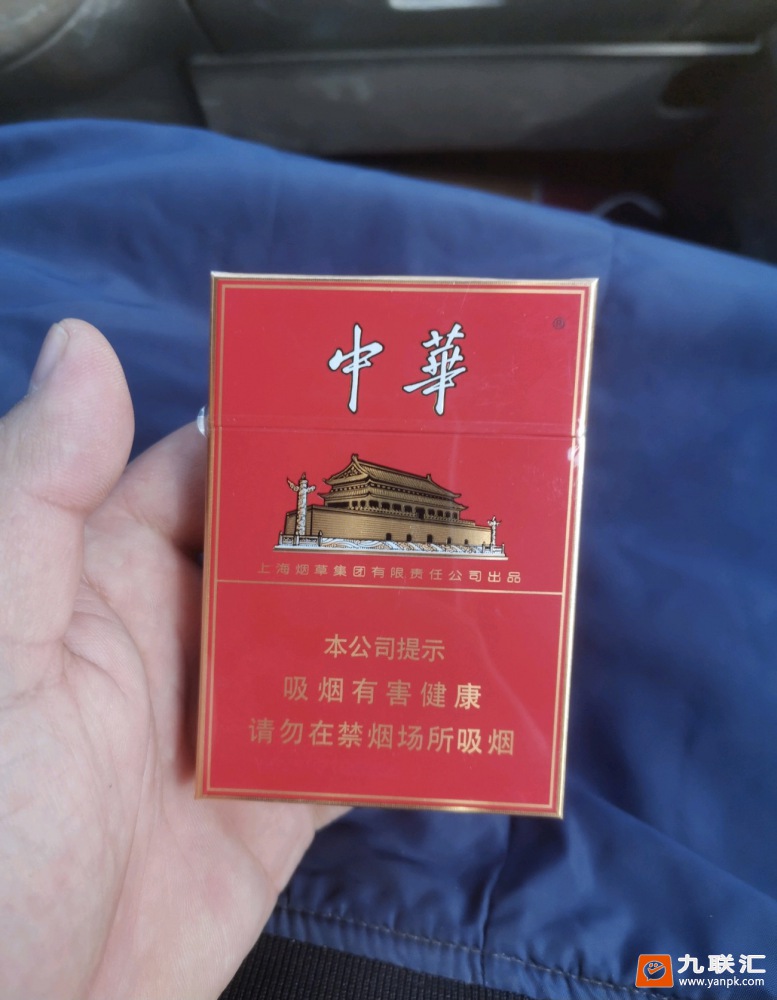 中華
®
上海烟草集团有限责任公司出品
本公司提示
吸烟有害健康
请勿在禁烟场所吸烟
九联汇
www.yanpk.com